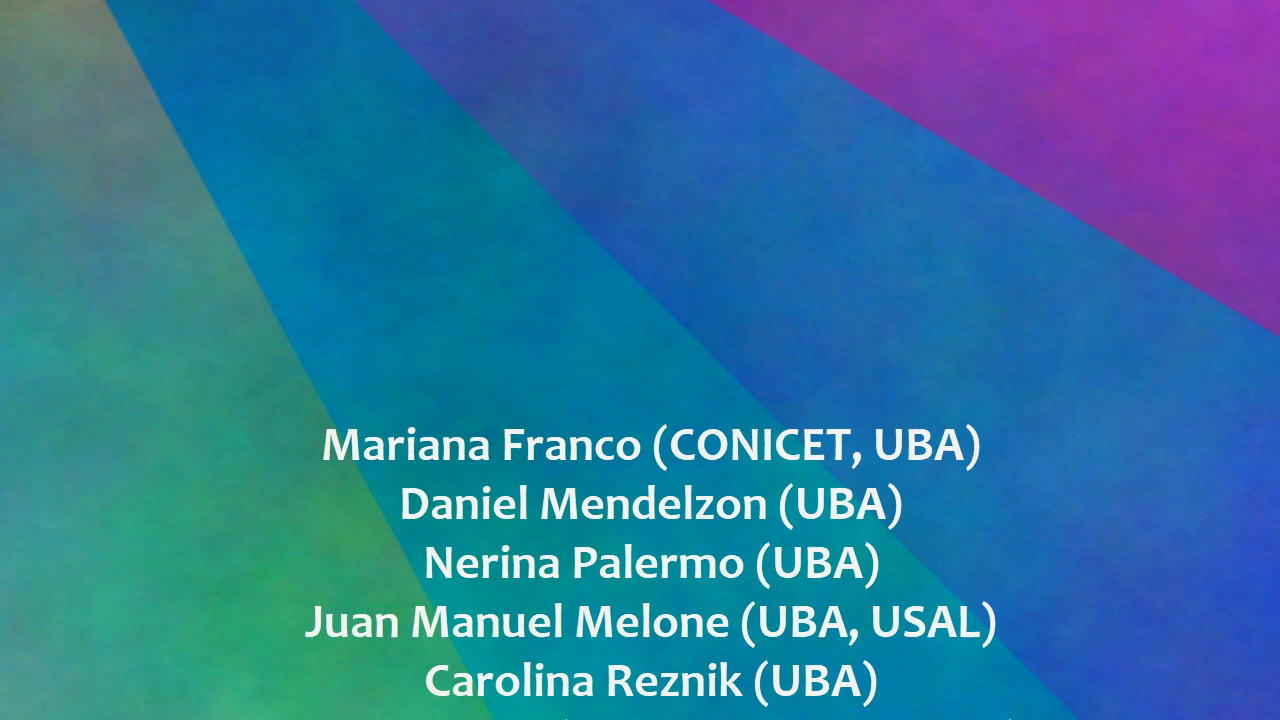 Mariana Franco (CONICET, UBA)
Daniel Mendelzon (UBA)
Nerina Palermo (UBA)
Juan Manuel Melone (UBA, USAL)
Carolina Reznik (UBA)